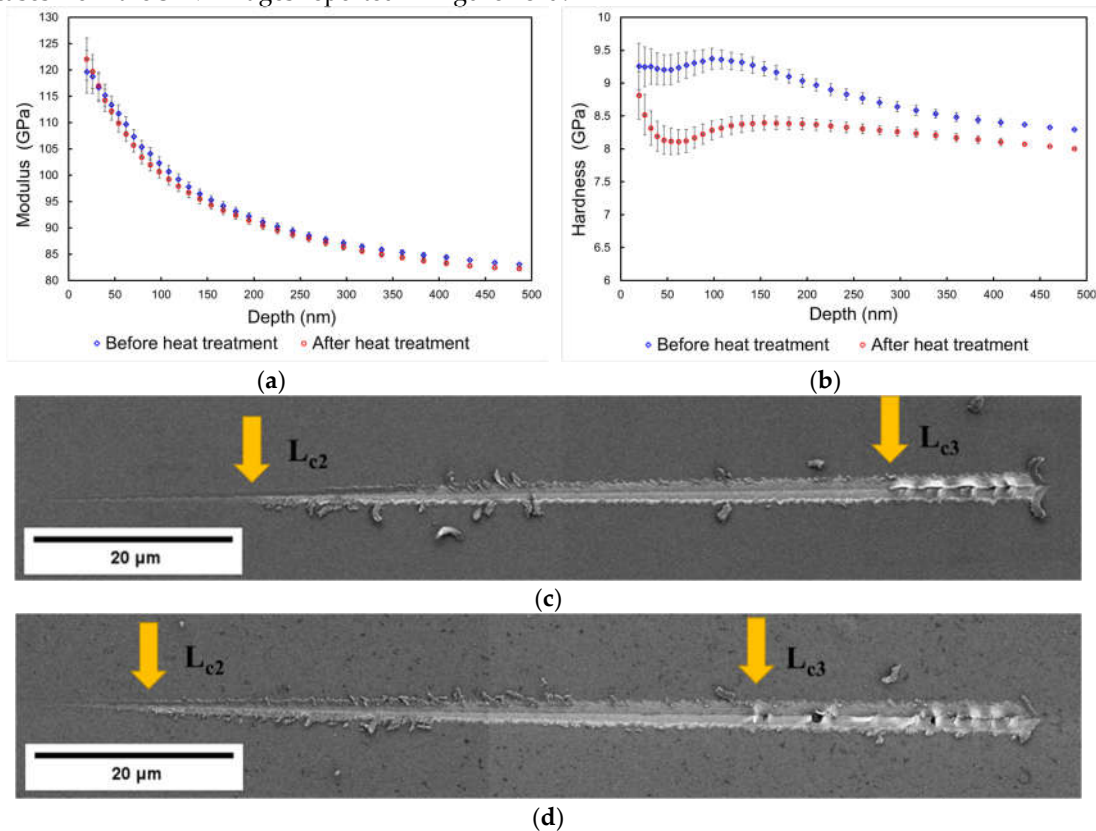 130
125
120
115
110
105
100
95
90
85
80
Modulus (GPa)
0 50 100 150 200 250 300 350 400 450 500
Depth (nm)
Before heat treatment After heat treatment
(a)
10
9.5
9
8.5
8
7.5
7
6.5
6
Hardness (GPa)
0 50 100 150 200 250 300 350 400 450 500
Depth (nm)
Before heat treatment After heat treatment
(b)
Lc2
Lc3
20 µm
(c)
Lc2
Lc3
20 µm
(d)